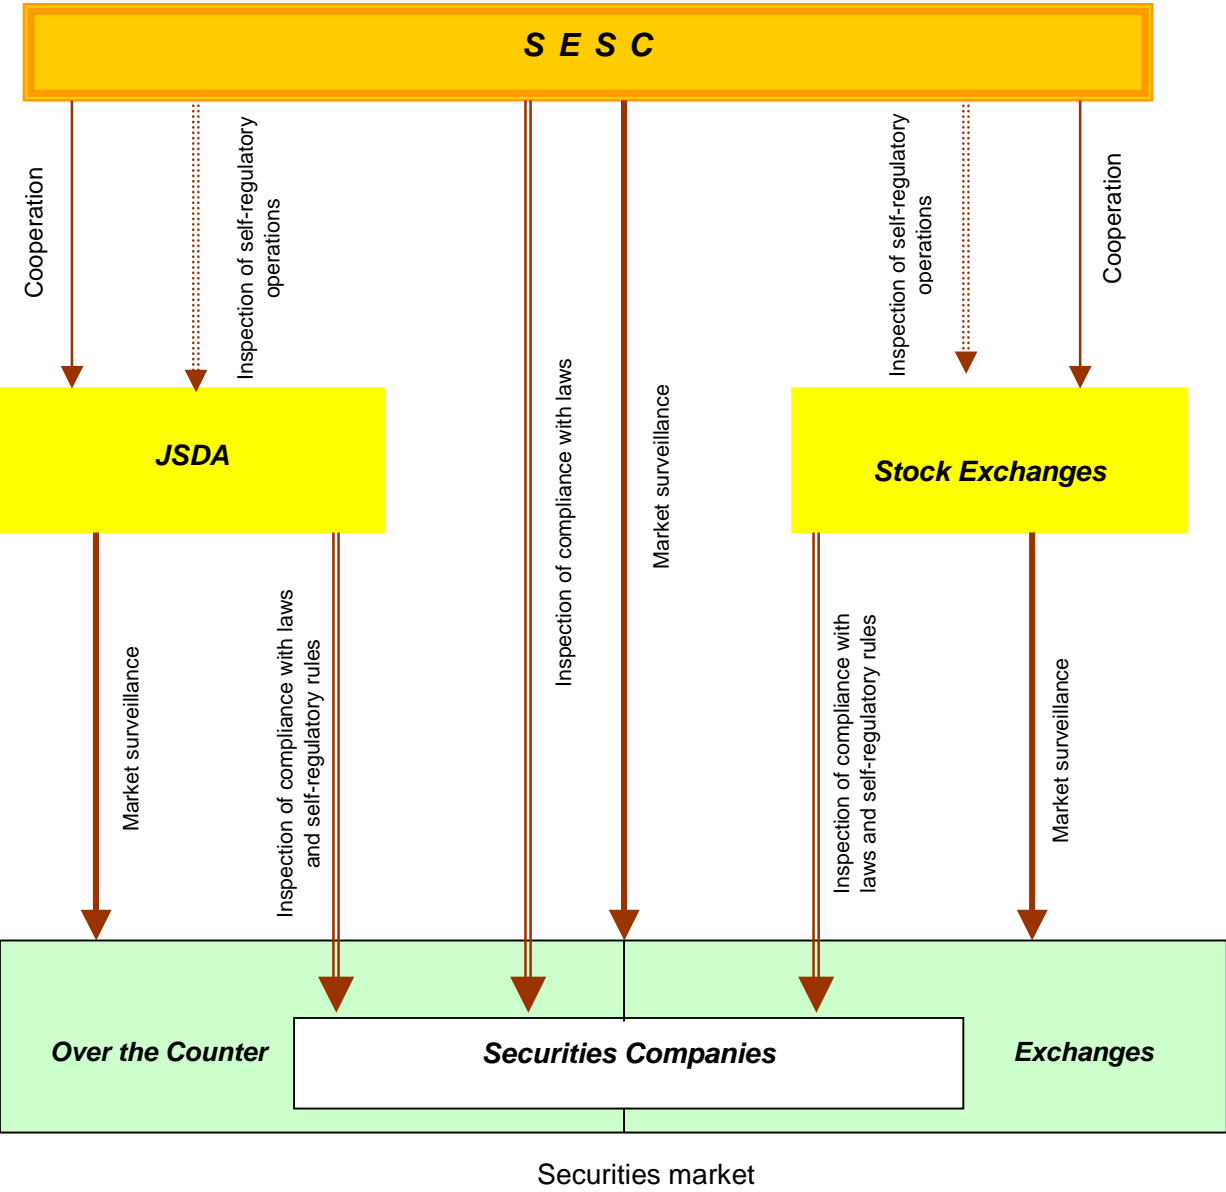 S E S C
Cooperation
Inspection of self-regulatory
operations
Inspection of compliance with laws
Market surveillance
Inspection of self-regulatory
operations
Cooperation
JSDA
Stock Exchanges
Market surveillance
Inspection of compliance with laws
and self-regulatory rules
Inspection of compliance with
laws and self-regulatory rules
Market surveillance
Over the Counter
Securities Companies
Exchanges
Securities market